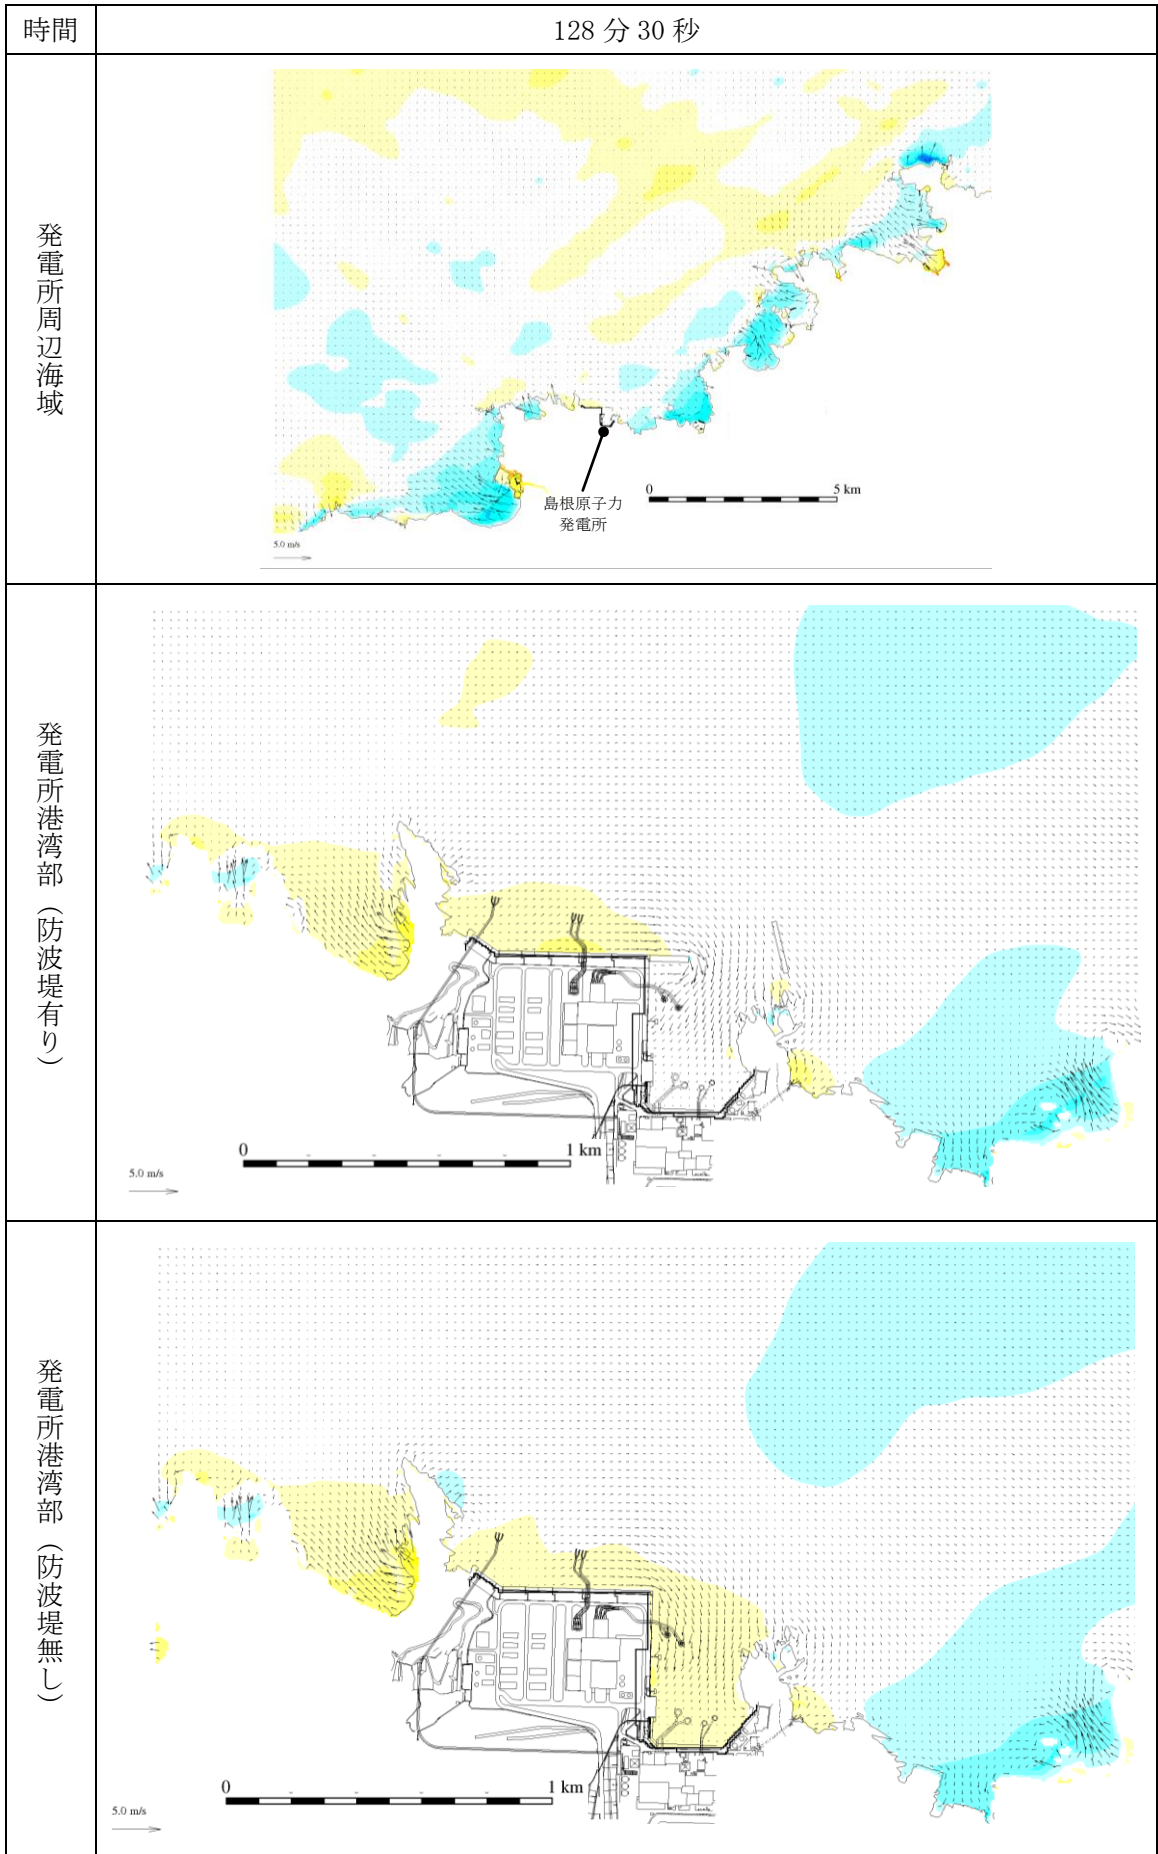 時間
128 分 30 秒
発電所周辺海域
島根原子力
発電所
0
5 km
5.0 m/s
発電所港湾部（防波堤有り）
0
1 km
5.0 m/s
発電所港湾部（防波堤無し）
0
1 km
5.0 m/s